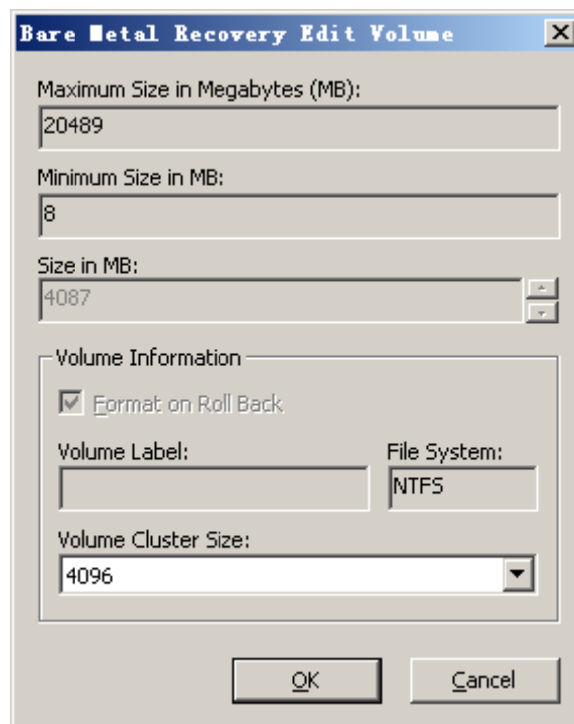 Bare Metal Recovery Edit Volume
Maximum Size in Megabytes (MB):
20489
Minimum Size in MB:
8
Size in MB:
4087
Volume Information
Format on Roll Back
Volume Label:
File System:
NTFS
Volume Cluster Size:
4096
OK
Cancel